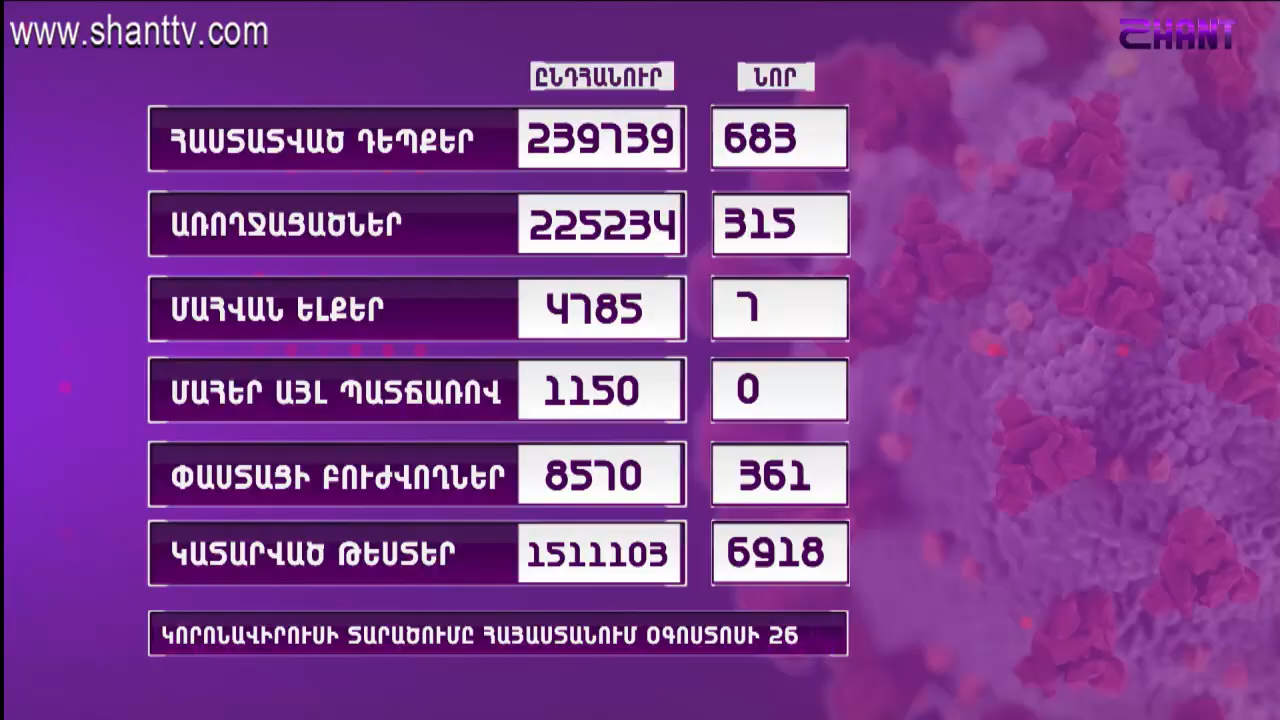 www.shanttv.com
SHANT
ԸՆԴՀԱՆՈՒՐ ՆՈՐ
ՀԱՍՏԱՏՎԱԾ ԴԵՊՔԵՐ 239739 683
ԱՌՈՂՋԱՑԱԾՆԵՐ 225234 315
ՄԱՀՎԱՆ ԵԼՔԵՐ 4785 7
ՄԱՀԵՐ ԱՅԼ ՊԱՏՃԱՌՈՎ 1150 0
ՓԱՍՏԱՑԻ ԲՈՒԺՎՈՂՆԵՐ 8570 361
ԿԱՏԱՐՎԱԾ ԹԵՍՏԵՐ 1511103 6918
ԿՈՐՈՆԱՎԻՐՈՒՍԻ ՏԱՐԱԾՈՒՄԸ ՀԱՅԱՍՏԱՆՈՒՄ ՕԳՈՍՏՈՍԻ 26